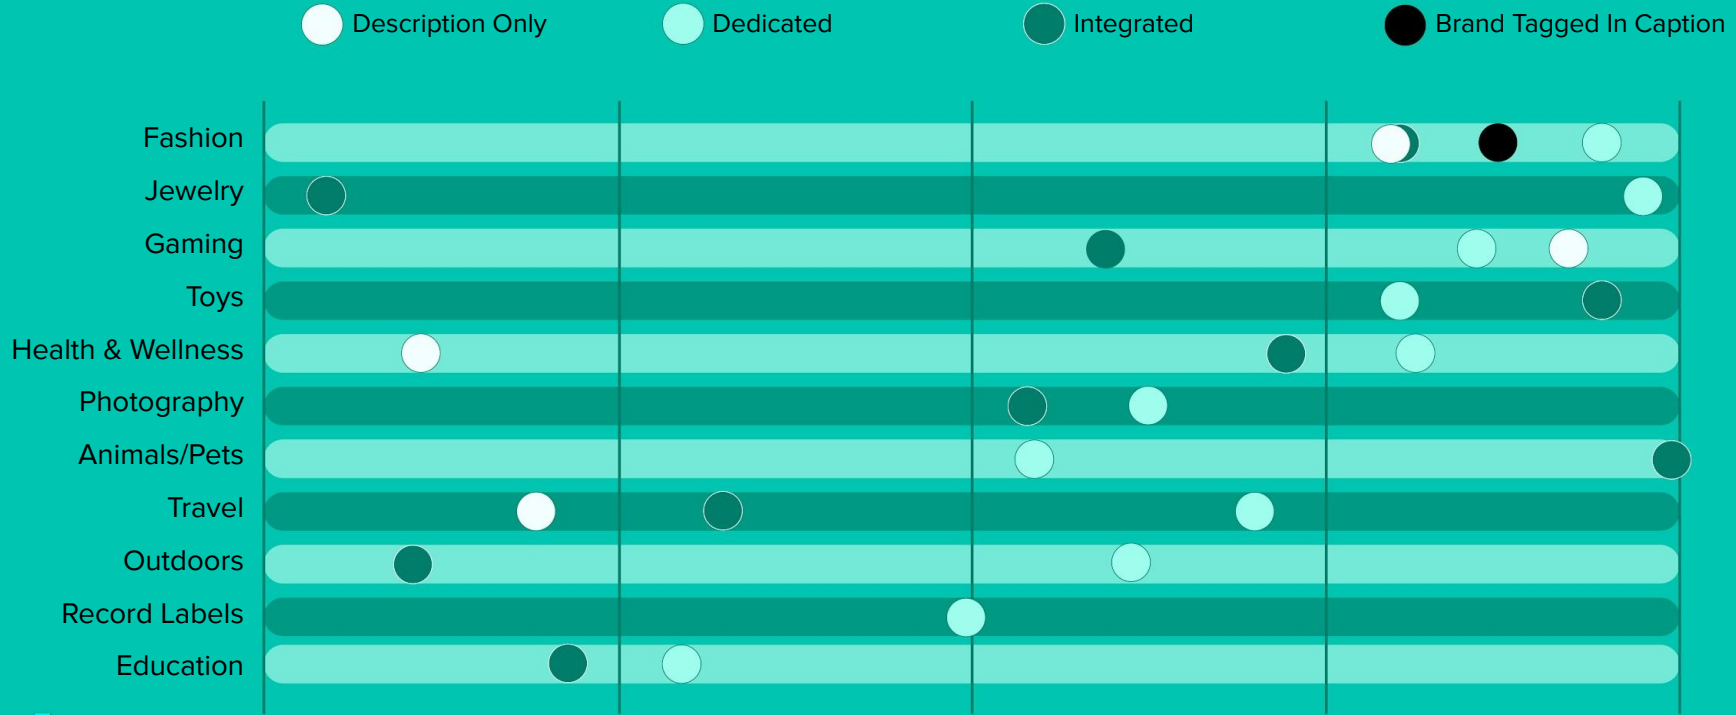 Description Only
Dedicated
Integrated
Brand Tagged In Caption
Fashion
Jewelry
Gaming
Toys
Health & Wellness
Photography
Animals/Pets
Travel
Outdoors
Record Labels
Education